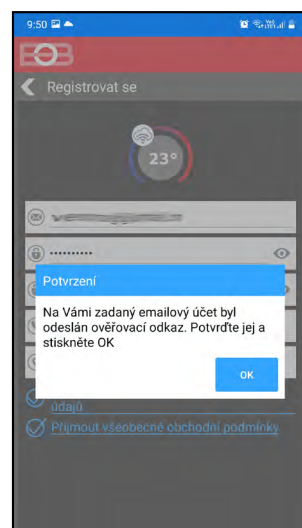 9:50
EOB
Registrovat se
23°
••••••••••
Potvrzení
Na Vámi zadaný emailový účet byl
odeslán ověřovací odkaz. Potvrďte jej a
stiskněte OK
OK
údajů
Přijmout všeobecné obchodní podmínky